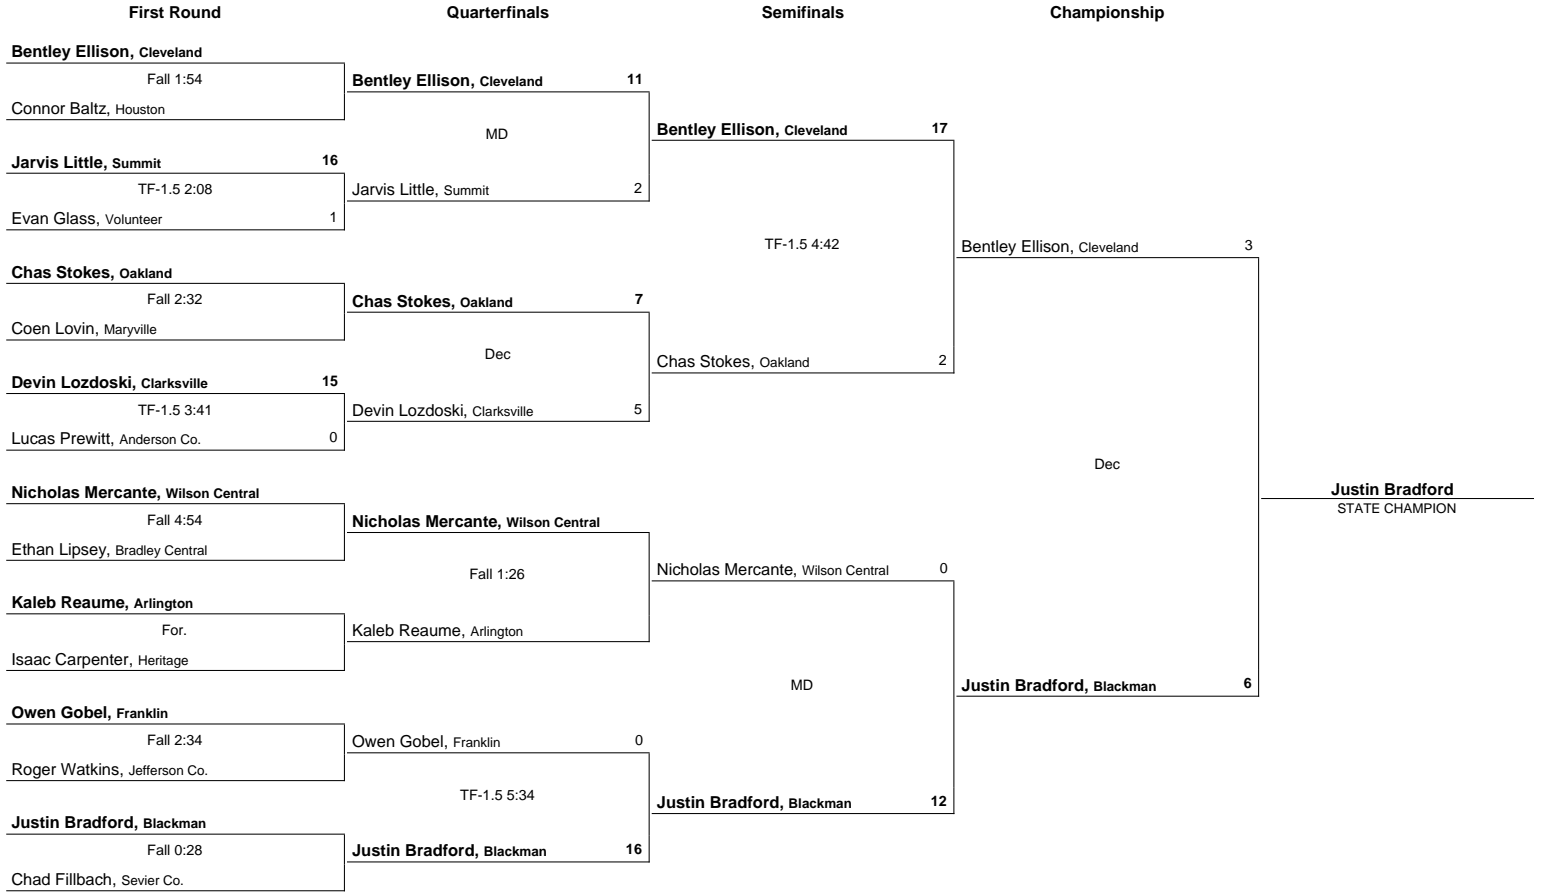 First Round
Quarterfinals
Semifinals
Championship
Bentley Ellison, Cleveland
Fall 1:54
Connor Baltz, Houston
Jarvis Little, Summit 16
TF-1.5 2:08
Evan Glass, Volunteer 1
Chas Stokes, Oakland
Fall 2:32
Coen Lovin, Maryville
Devin Lozdoski, Clarksville 15
TF-1.5 3:41
Lucas Prewitt, Anderson Co. 0
Nicholas Mercante, Wilson Central
Fall 4:54
Ethan Lipsey, Bradley Central
Kaleb Reaume, Arlington
For.
Isaac Carpenter, Heritage
Owen Gobel, Franklin
Fall 2:34
Roger Watkins, Jefferson Co.
Justin Bradford, Blackman
Fall 0:28
Chad Fillbach, Sevier Co.
Bentley Ellison, Cleveland 11
MD
Jarvis Little, Summit 2
Chas Stokes, Oakland 7
Dec
Devin Lozdoski, Clarksville 5
Nicholas Mercante, Wilson Central
Fall 1:26
Kaleb Reaume, Arlington
Owen Gobel, Franklin 0
TF-1.5 5:34
Justin Bradford, Blackman 16
Bentley Ellison, Cleveland 17
TF-1.5 4:42
Chas Stokes, Oakland 2
Nicholas Mercante, Wilson Central 0
MD
Justin Bradford, Blackman 12
Bentley Ellison, Cleveland 3
Dec
Justin Bradford, Blackman 6
Justin Bradford
STATE CHAMPION